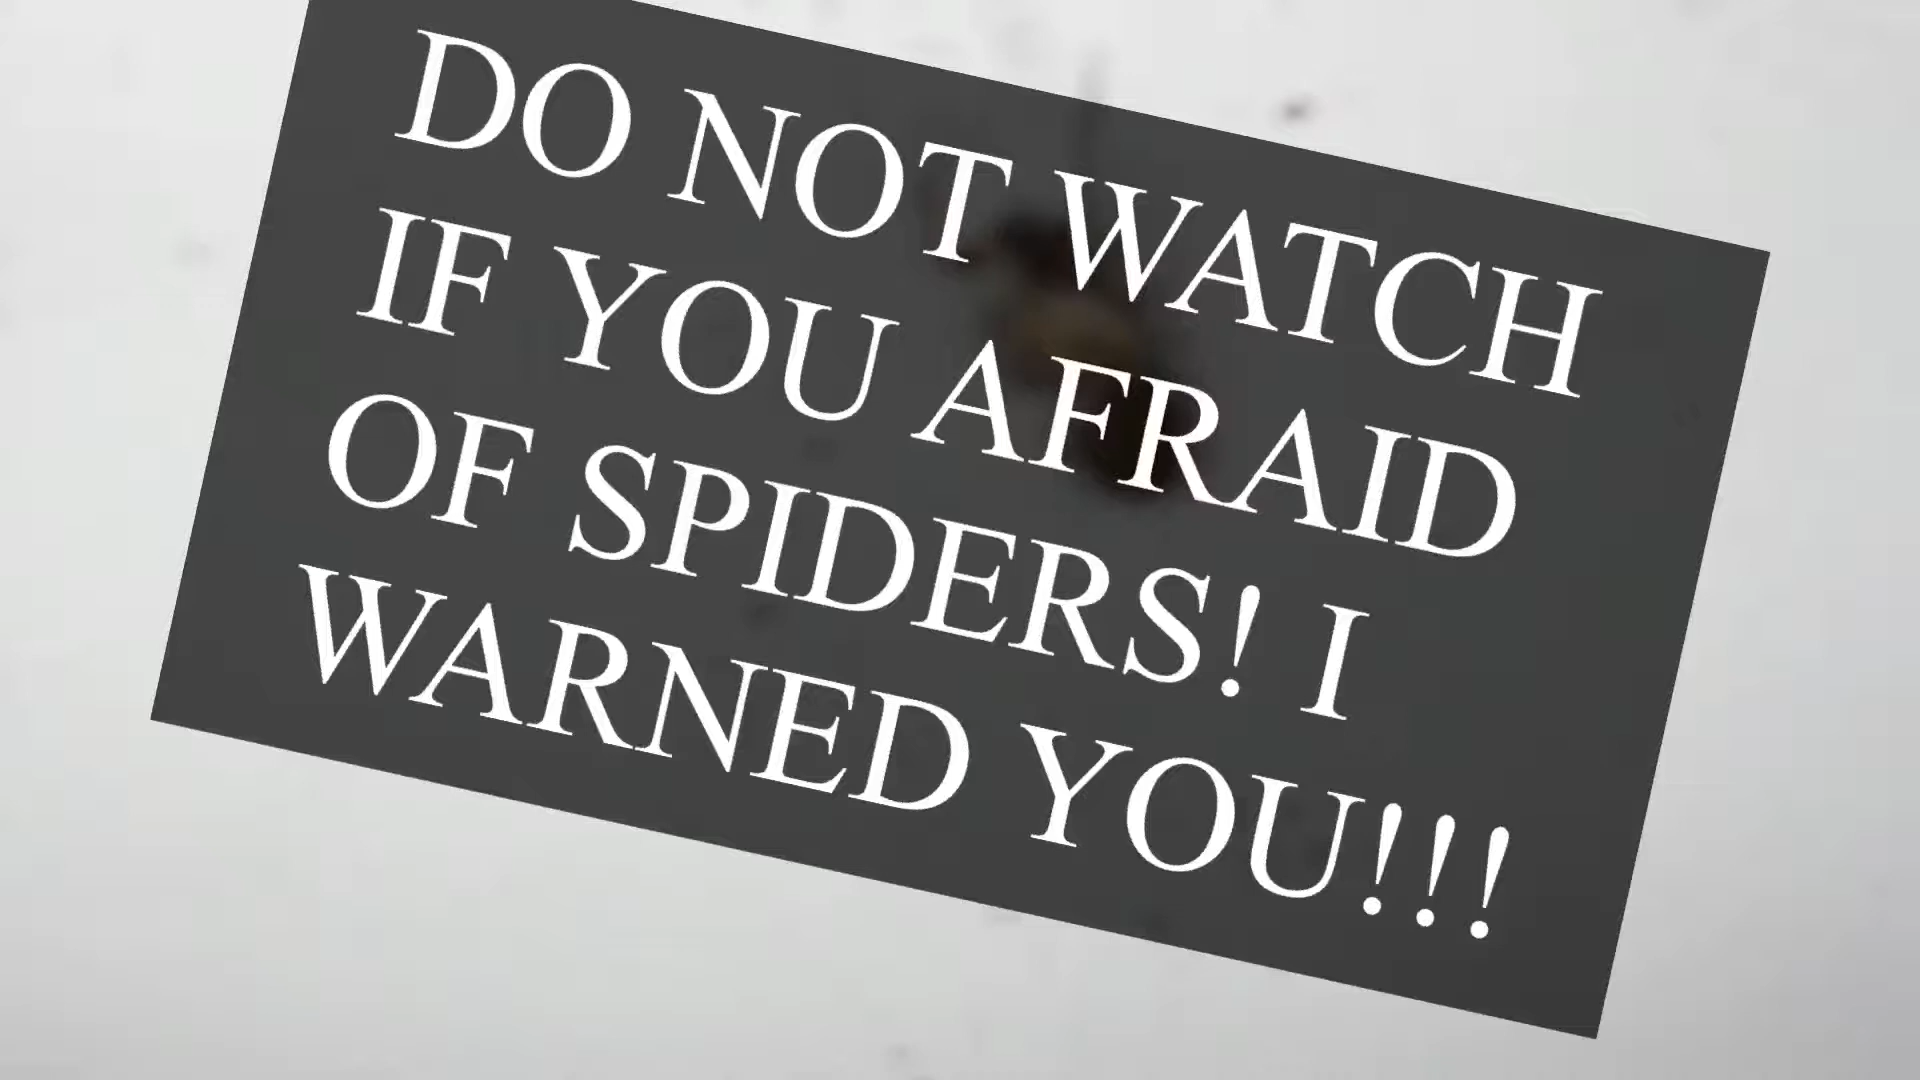 DO NOT WATCH
IF YOU AFRAID
OF SPIDERS! I
WARNED YOU!!!